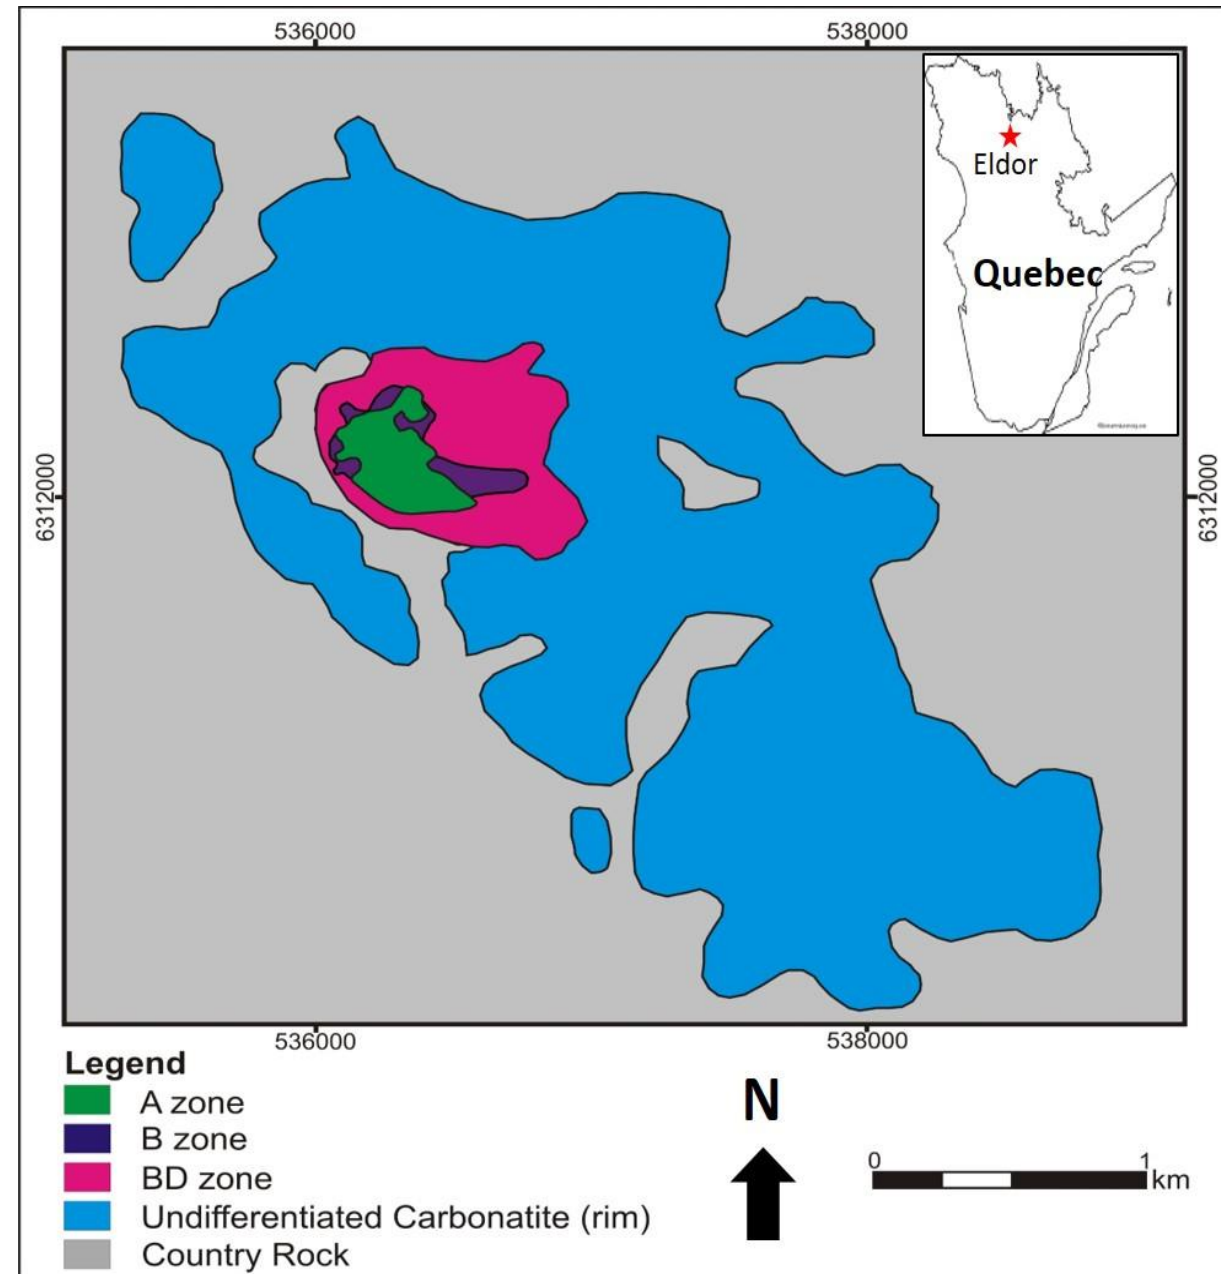 536000
538000
Eldor
Quebec
6312000
6312000
536000
538000
Legend
A zone
B zone
BD zone
Undifferentiated Carbonatite (rim)
Country Rock
N
0
1
km